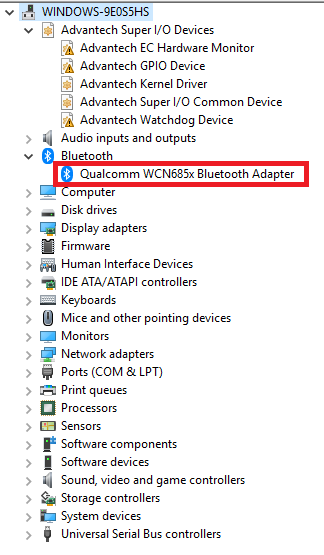 WINDOWS-9E0S5HS
Advantech Super I/O Devices
Advantech EC Hardware Monitor
Advantech GPIO Device
Advantech Kernel Driver
Advantech Super I/O Common Device
Advantech Watchdog Device
Audio inputs and outputs
Bluetooth
Qualcomm WCN685x Bluetooth Adapter
Computer
Disk drives
Display adapters
Firmware
Human Interface Devices
IDE ATA/ATAPI controllers
Keyboards
Mice and other pointing devices
Monitors
Network adapters
Ports (COM & LPT)
Print queues
Processors
Sensors
Software components
Software devices
Sound, video and game controllers
Storage controllers
System devices
Universal Serial Bus controllers